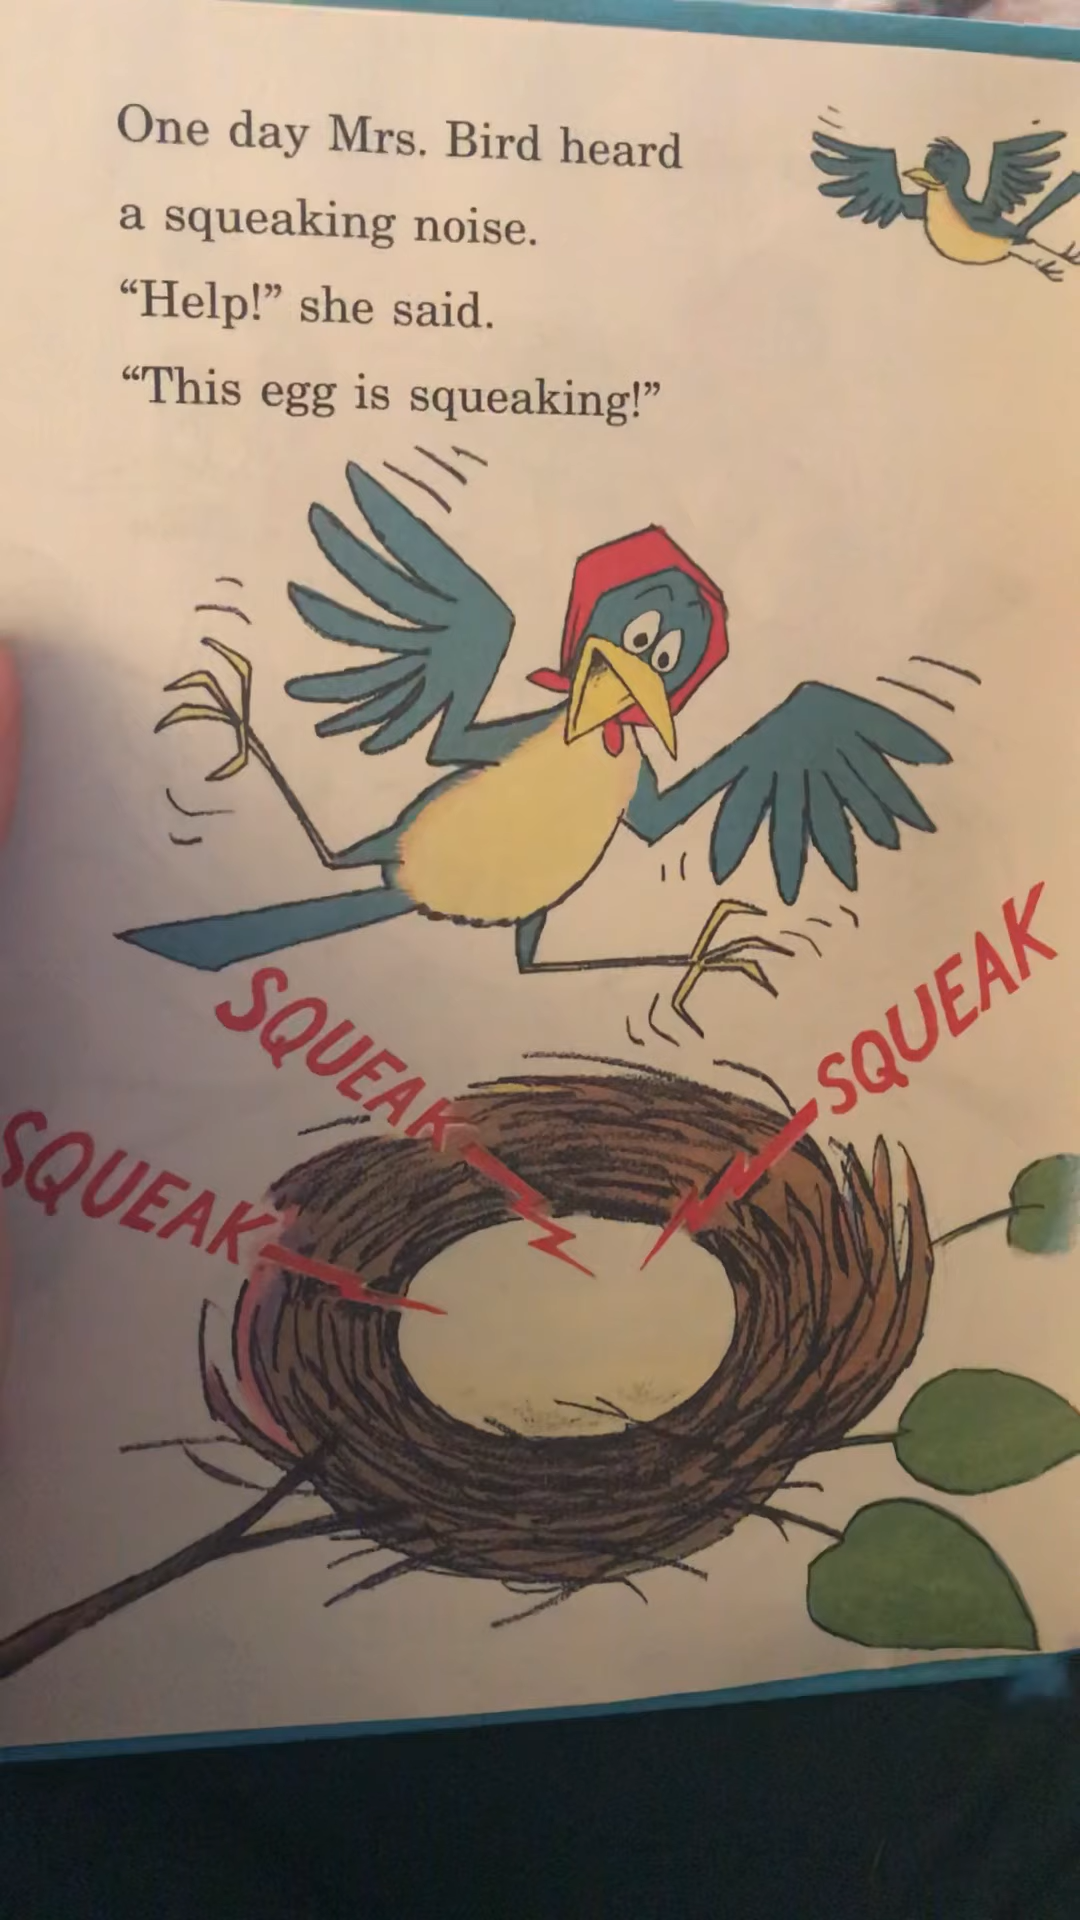 One day Mrs. Bird heard
a squeaking noise.
“Help!” she said.
“This egg is squeaking!”
SQUEAK
SQUEAK
SQUEAK